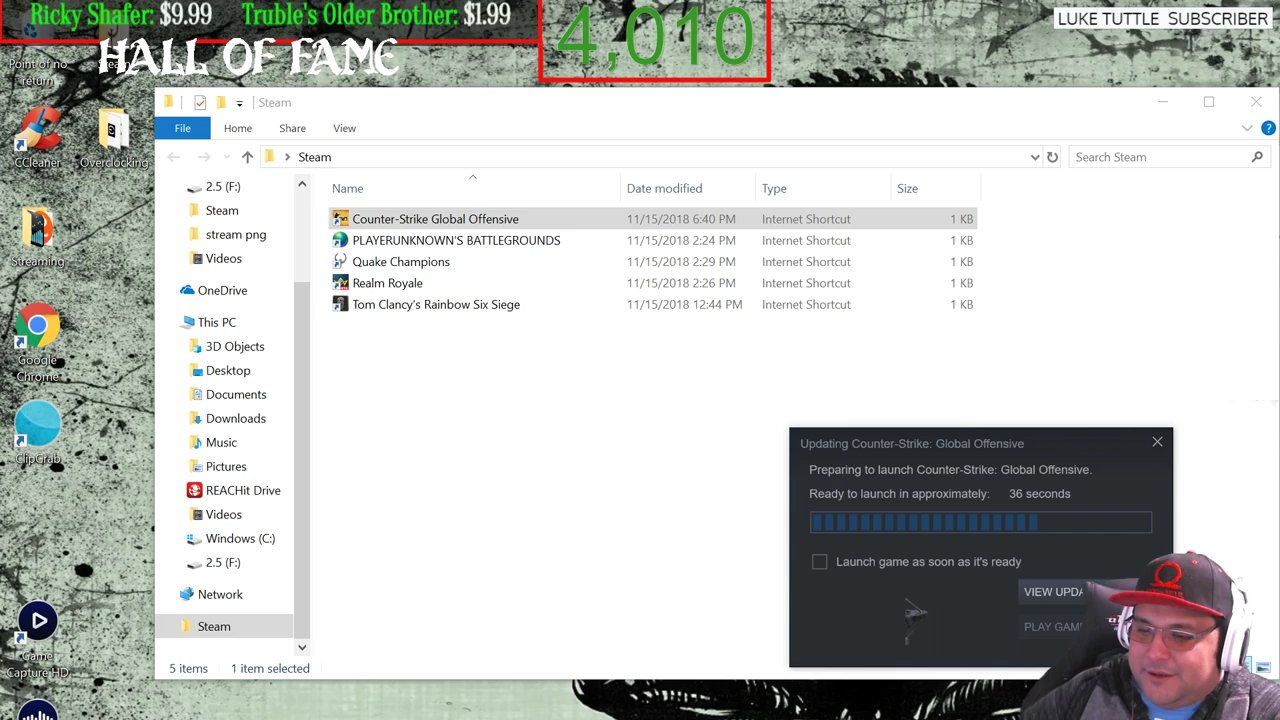 Ricky Shafer: $9.99 Truble's Older Brother: $1.99
HALL OF FAME
4,010
LUKE TUTTLE SUBSCRIBER
Point of no
return
CCleaner
Overclocking
Streaming
Google
Chrome
ClipGrab
Game
Capture HD
Steam
File Home Share View
Steam
Search Steam
Name Date modified Type Size
Counter-Strike Global Offensive 11/15/2018 6:40 PM Internet Shortcut 1 KB
PLAYERUNKNOWN'S BATTLEGROUNDS 11/15/2018 2:24 PM Internet Shortcut 1 KB
Quake Champions 11/15/2018 2:29 PM Internet Shortcut 1 KB
Realm Royale 11/15/2018 2:26 PM Internet Shortcut 1 KB
Tom Clancy's Rainbow Six Siege 11/15/2018 12:44 PM Internet Shortcut 1 KB
2.5 (F:)
Steam
stream png
Videos
OneDrive
This PC
3D Objects
Desktop
Documents
Downloads
Music
Pictures
REACHit Drive
Videos
Windows (C:)
2.5 (F:)
Network
Steam
5 items 1 item selected
Updating Counter-Strike: Global Offensive
Preparing to launch Counter-Strike: Global Offensive.
Ready to launch in approximately: 36 seconds
Launch game as soon as it's ready
VIEW UPDA
PLAY GAM